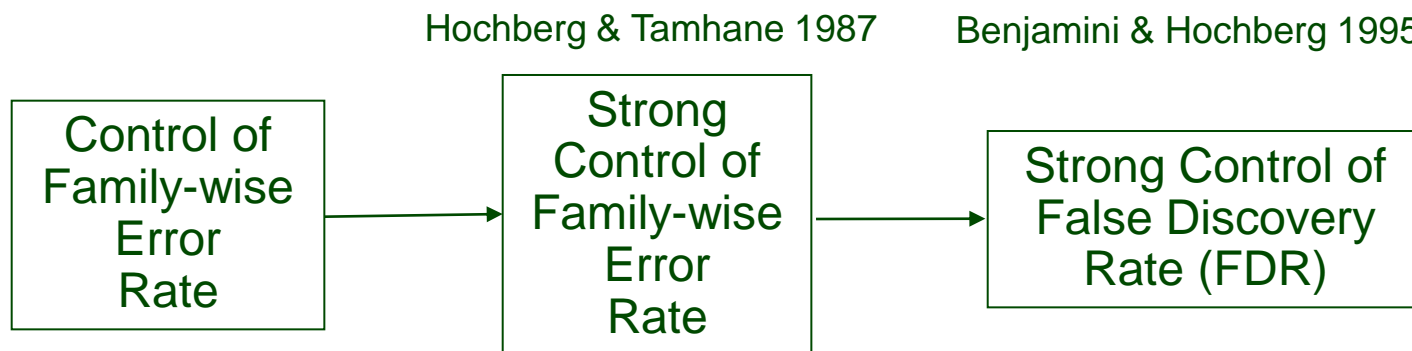 Hochberg & Tamhane 1987
Benjamini & Hochberg 1995
Control of
Family-wise
Error
Rate
Strong
Control of
Family-wise
Error
Rate
Strong Control of
False Discovery
Rate (FDR)